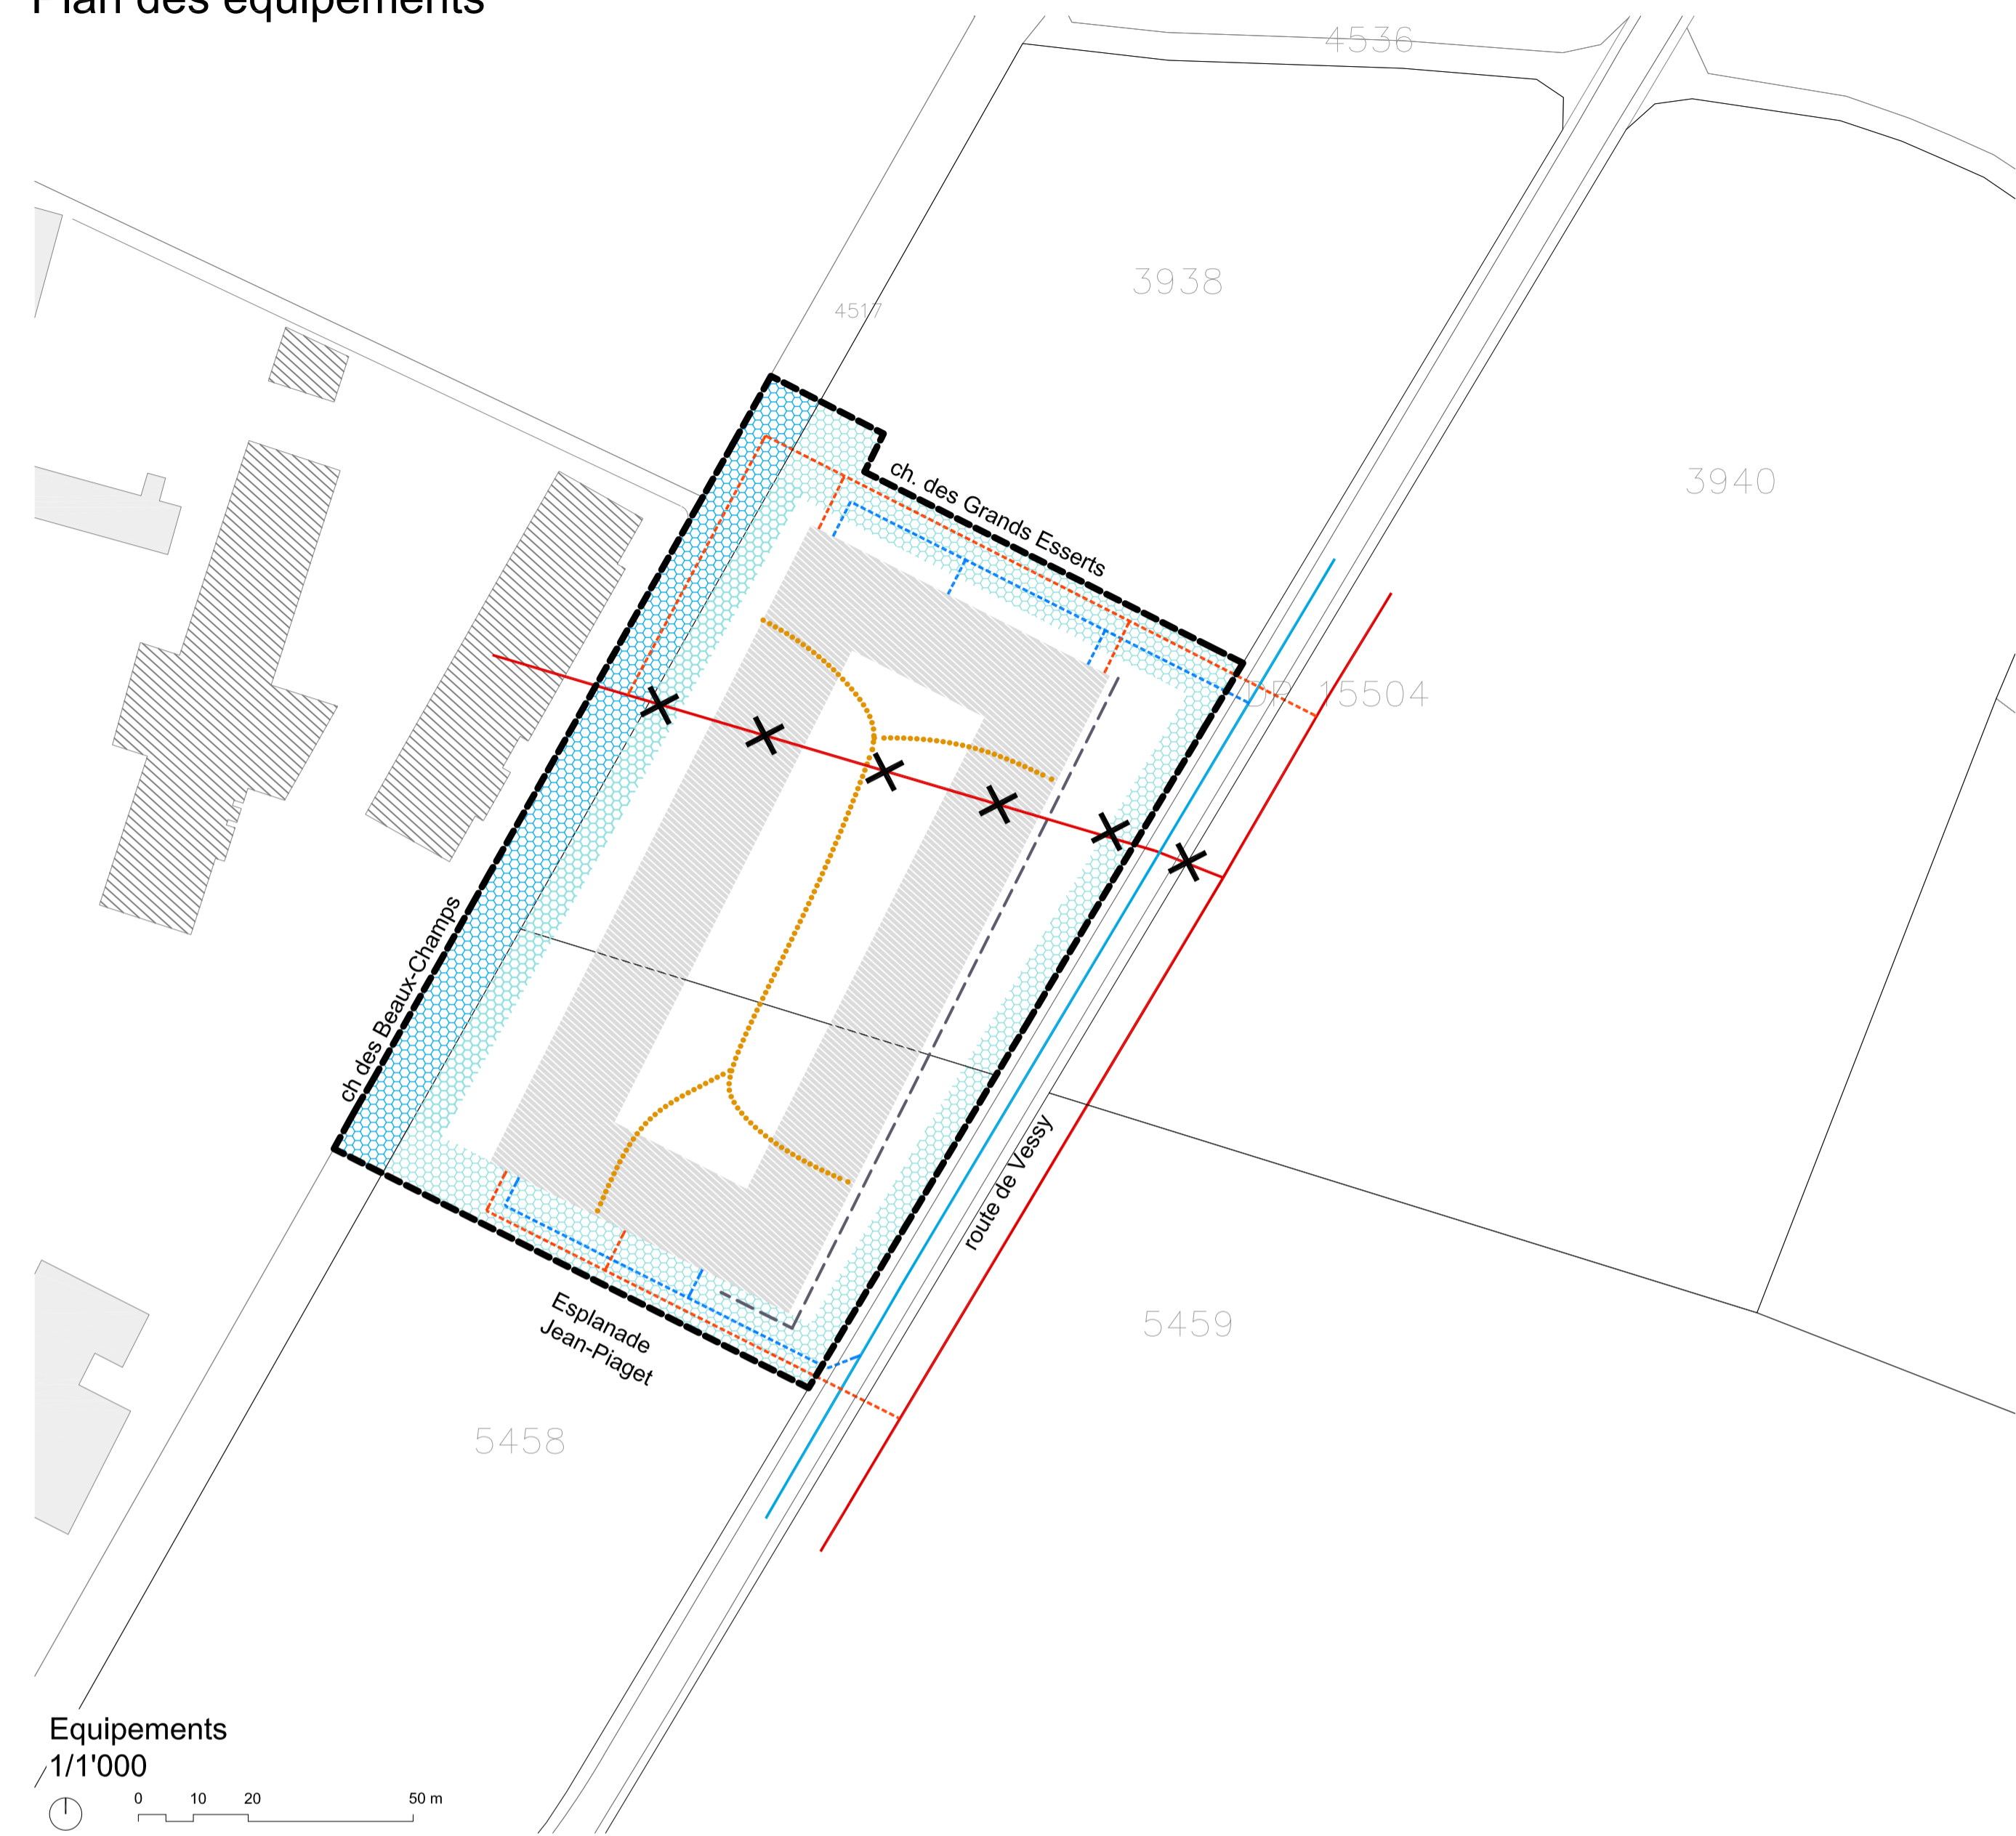 Plan des équipements
4536
3938
4517
ch. des Grands Esserts
3940
DP 15504
ch des Beaux-Champs
route de Vessy
Esplanade
Jean-Piaget
5459
5458
Equipements
1/1'000
0 10 20 50 m